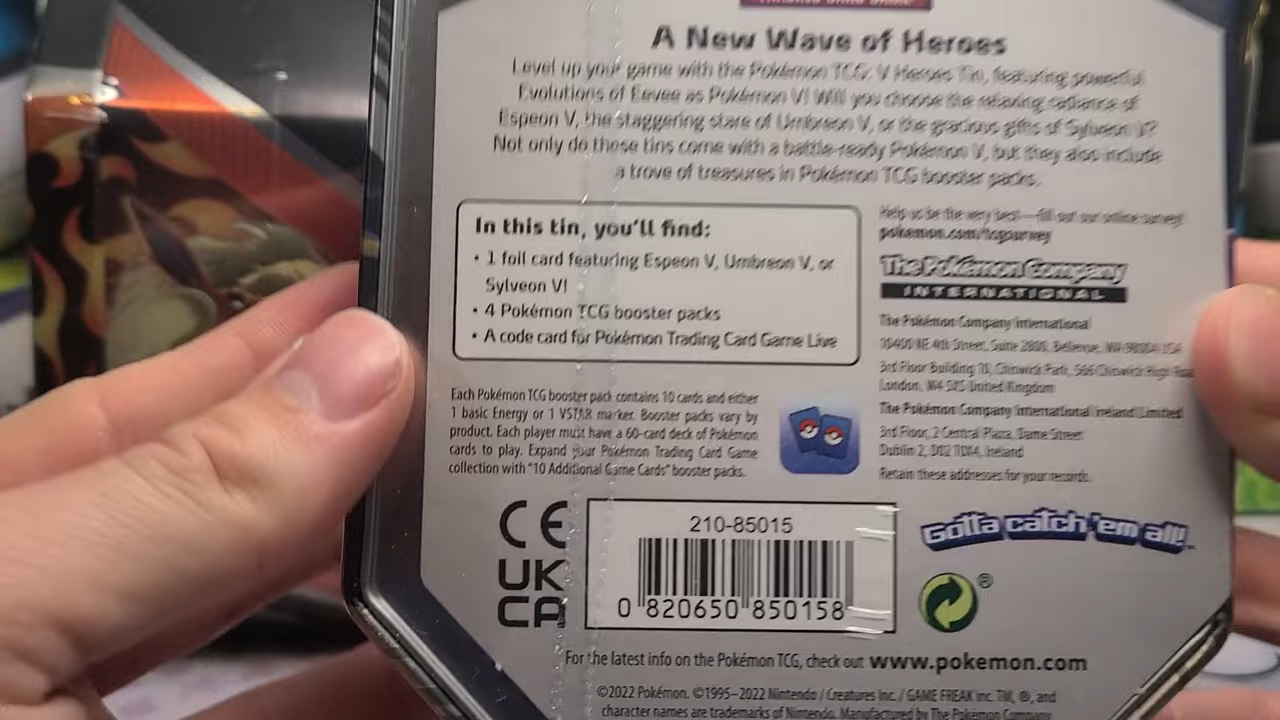 A New Wave of Heroes
Level up your game with the Pokémon TCG: V Heroes Tin, featuring powerful
Evolutions of Eevee as Pokémon V! Will you choose the relaxing radiance of
Espeon V, the staggering stare of Umbreon V, or the gracious gifts of Sylveon V?
Not only do these tins come with a battle-ready Pokémon V, but they also include
a trove of treasures in Pokémon TCG booster packs.
In this tin, you'll find:
• 1 foil card featuring Espeon V, Umbreon V, or
Sylveon V!
• 4 Pokémon TCG booster packs
• A code card for Pokémon Trading Card Game Live
Each Pokémon TCG booster pack contains 10 cards and either
1 basic Energy or 1 VSTAR marker. Booster packs vary by
product. Each player must have a 60-card deck of Pokémon
cards to play. Expand your Pokémon Trading Card Game
collection with "10 Additional Game Cards" booster packs.
Help us be the very best—fill out our online survey!
pokemon.com/tcgsurvey
The Pokémon Company
INTERNATIONAL
The Pokémon Company International
10400 NE 4th Street, Suite 2800, Bellevue, WA 98004 USA
3rd Floor Building 10, Chiswick Park, 566 Chiswick High Roa
London, W4 5XS United Kingdom
The Pokémon Company International Ireland Limited
3rd Floor, 2 Central Plaza, Dame Street
Dublin 2, D02 T0X4, Ireland
Retain these addresses for your records.
CE
UK
CA
210-85015
0 820650 850158
Gotta catch 'em all!™
®
For the latest info on the Pokémon TCG, check out www.pokemon.com
©2022 Pokémon. ©1995–2022 Nintendo / Creatures Inc. / GAME FREAK inc. TM, ®, and
character names are trademarks of Nintendo. Manufactured by The Pokémon Company